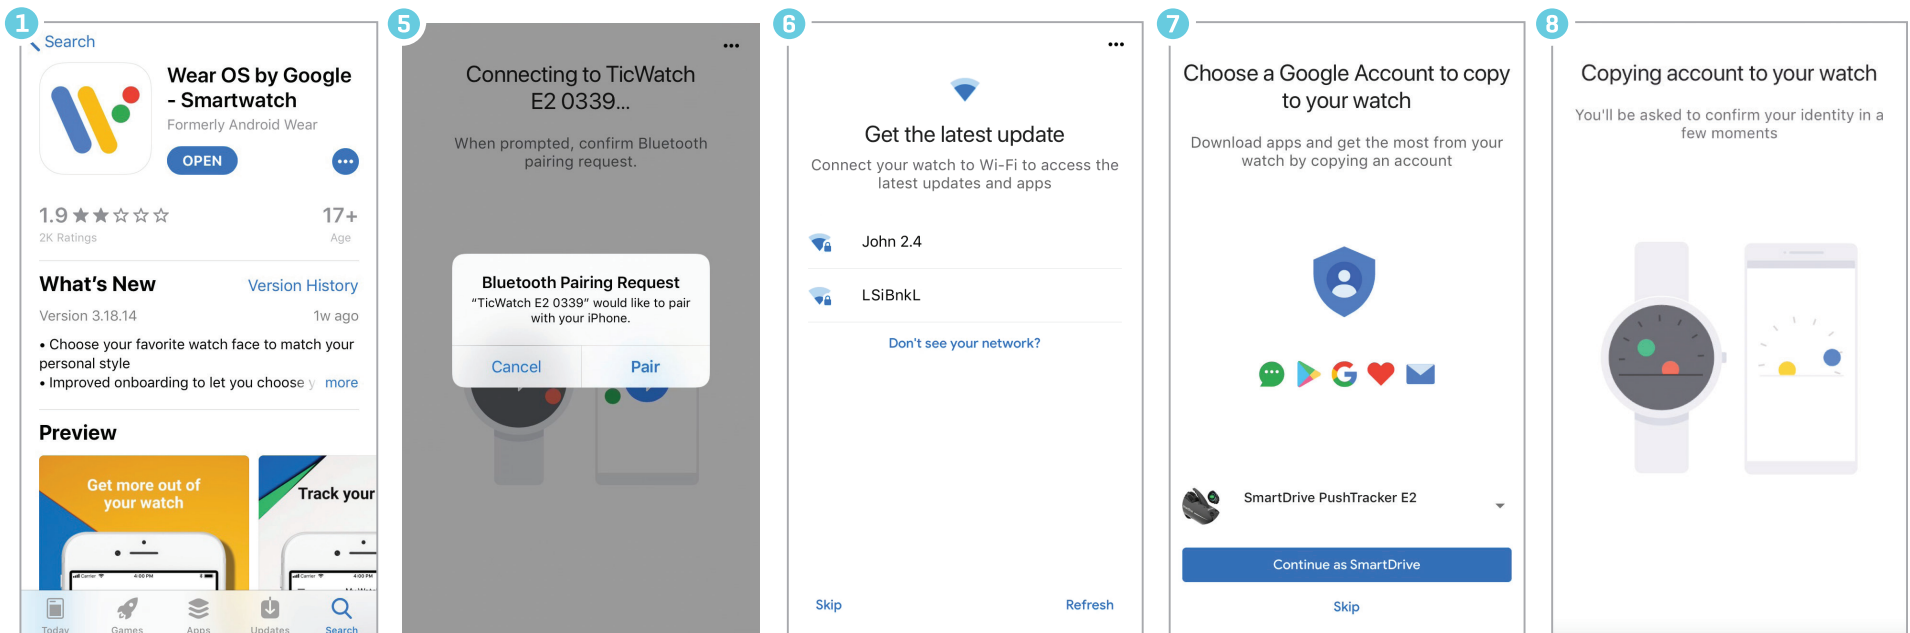 1
Search
Wear OS by Google
- Smartwatch
Formerly Android Wear
OPEN
1.9
17+
2K Ratings
Age
What's New
Version History
Version 3.18.14
1w ago
• Choose your favorite watch face to match your
personal style
• Improved onboarding to let you choose y more
Preview
Get more out of
your watch
Track your
Carrier
4:00 PM
Carrier
4:00 PM
Today
Games
Apps
Updates
Search
5
Connecting to TicWatch
E2 0339...
When prompted, confirm Bluetooth
pairing request.
Bluetooth Pairing Request
“TicWatch E2 0339” would like to pair
with your iPhone.
Cancel
Pair
6
Get the latest update
Connect your watch to Wi-Fi to access the
latest updates and apps
John 2.4
LSiBnkL
Don't see your network?
Skip
Refresh
7
Choose a Google Account to copy
to your watch
Download apps and get the most from your
watch by copying an account
SmartDrive PushTracker E2
Continue as SmartDrive
Skip
8
Copying account to your watch
You'll be asked to confirm your identity in a
few moments